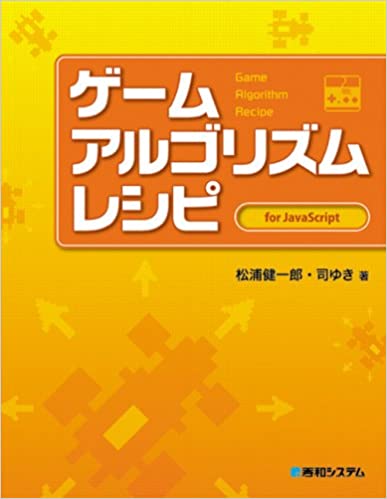 ゲーム
アルゴリズム
レシピ
Game
Algorithm
Recipe
for JavaScript
松浦健一郎・司ゆき 著
秀和システム